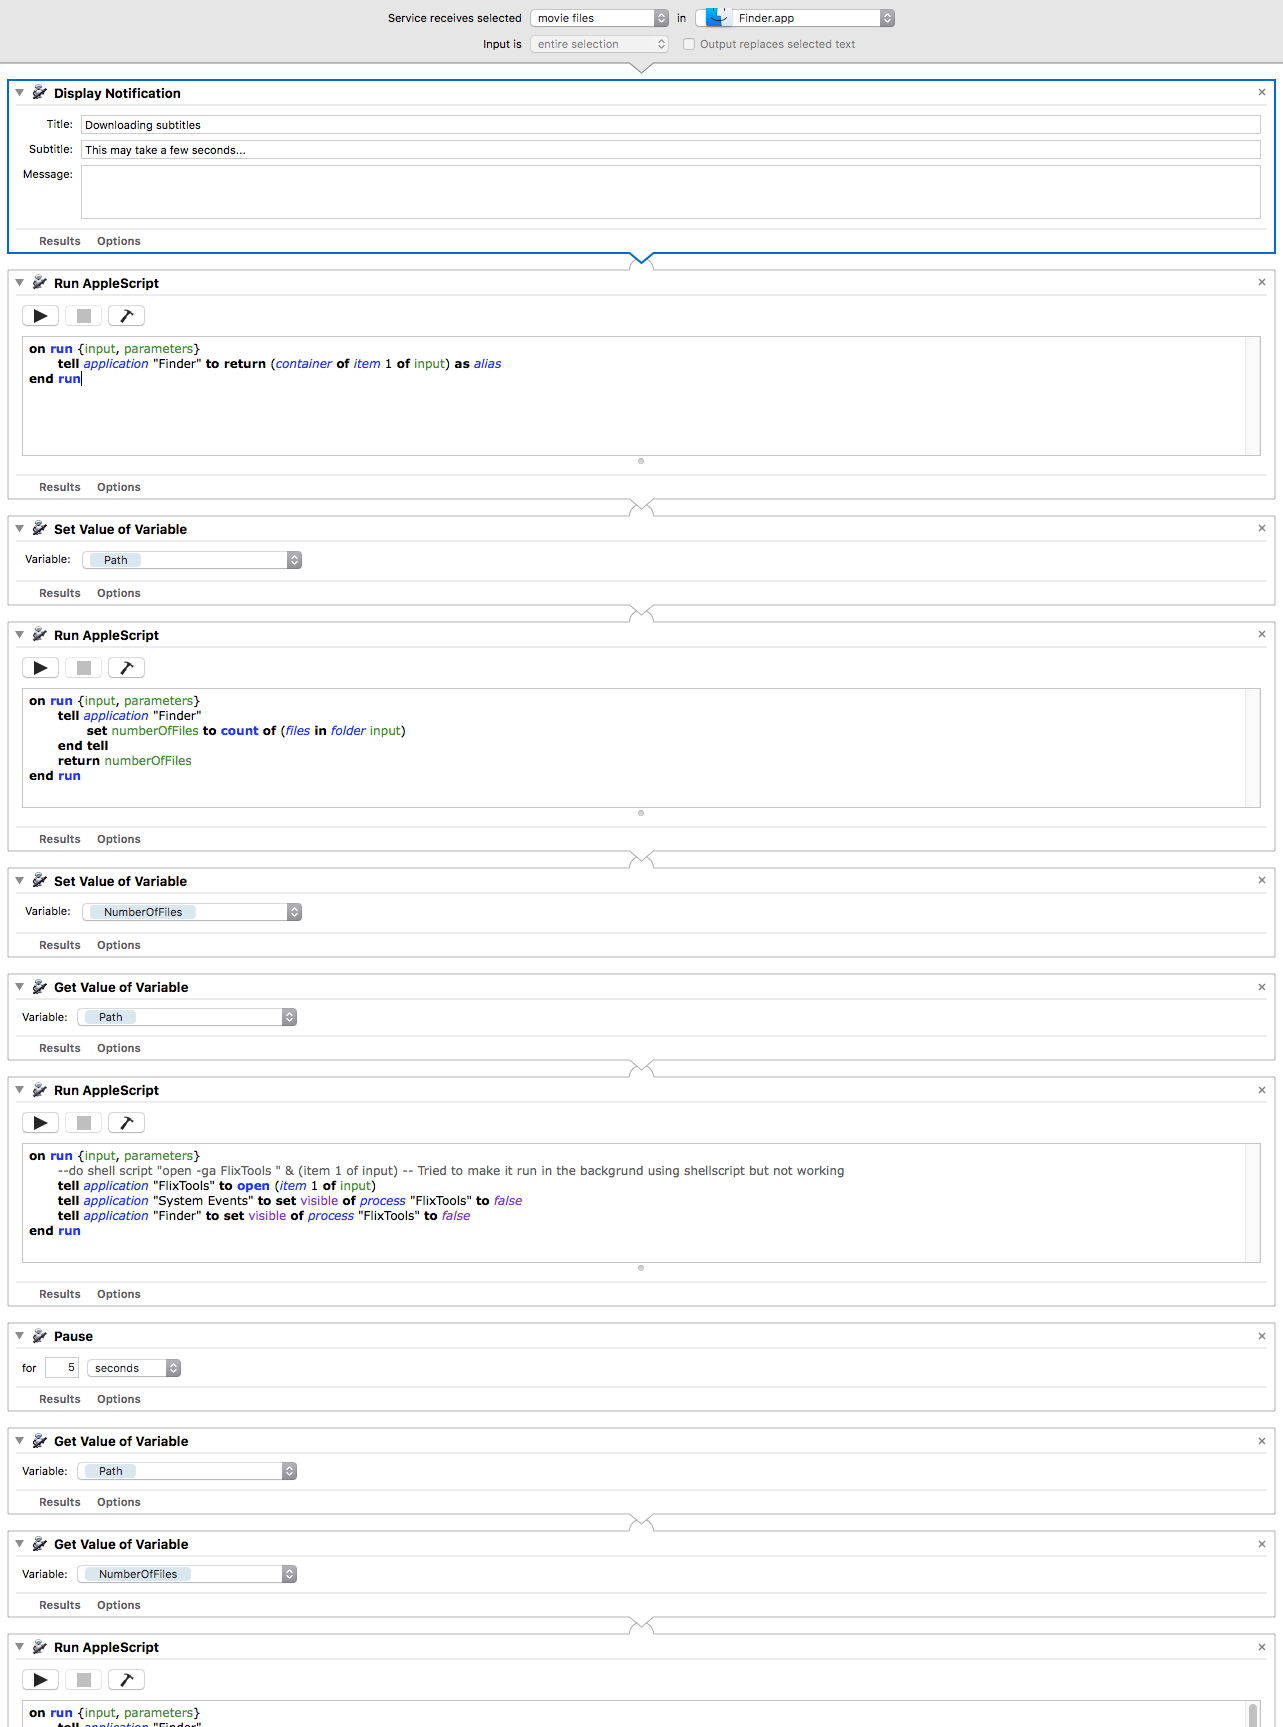 Service receives selected movie files in Finder.app
Input is entire selection Output replaces selected text
Display Notification
Title: Downloading subtitles
Subtitle: This may take a few seconds...
Message:
Results Options
Run AppleScript
on run {input, parameters}
tell application "Finder" to return (container of item 1 of input) as alias
end run
Results Options
Set Value of Variable
Variable: Path
Results Options
Run AppleScript
on run {input, parameters}
tell application "Finder"
set numberOfFiles to count of (files in folder input)
end tell
return numberOfFiles
end run
Results Options
Set Value of Variable
Variable: NumberOfFiles
Results Options
Get Value of Variable
Variable: Path
Results Options
Run AppleScript
on run {input, parameters}
--do shell script "open -ga FlixTools " & (item 1 of input) -- Tried to make it run in the backgrund using shellscript but not working
tell application "FlixTools" to open (item 1 of input)
tell application "System Events" to set visible of process "FlixTools" to false
tell application "Finder" to set visible of process "FlixTools" to false
end run
Results Options
Pause
for 5 seconds
Results Options
Get Value of Variable
Variable: Path
Results Options
Get Value of Variable
Variable: NumberOfFiles
Results Options
Run AppleScript
on run {input, parameters}
tell application "Finder"